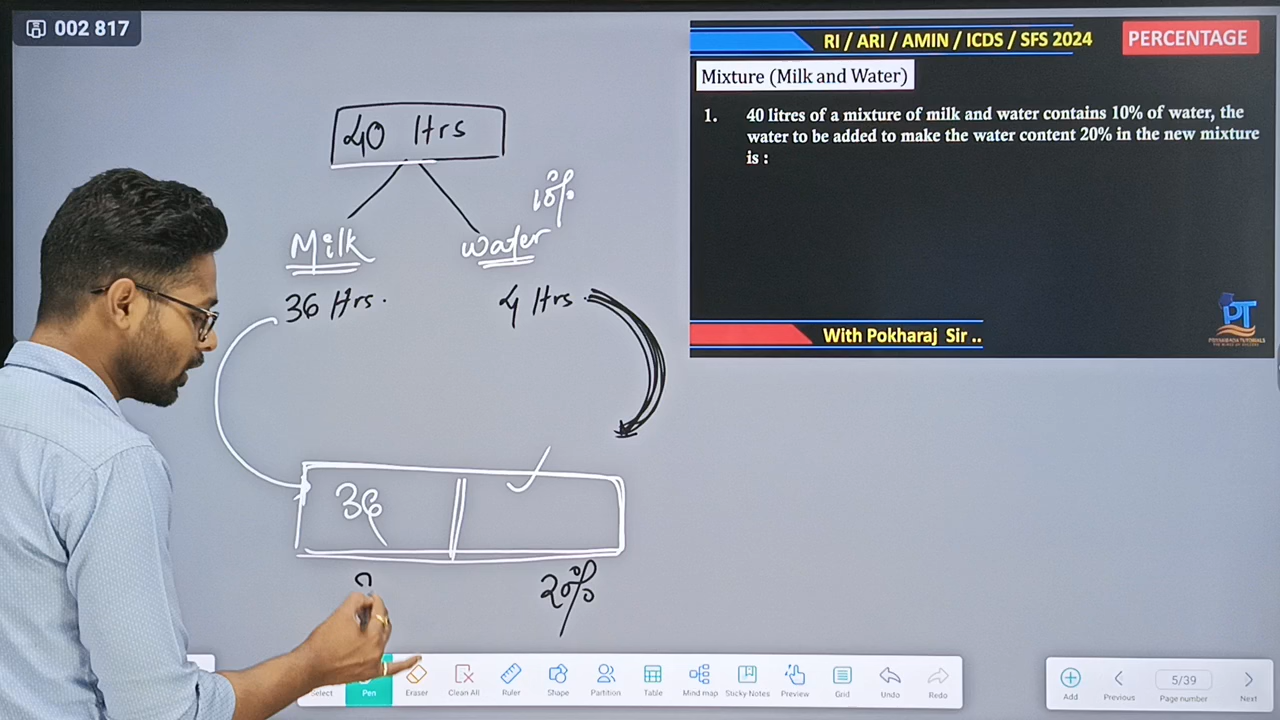 002 817
RI / ARI / AMIN / ICDS / SFS 2024
PERCENTAGE
Mixture (Milk and Water)
1. 40 litres of a mixture of milk and water contains 10% of water, the
water to be added to make the water content 20% in the new mixture
is :
With Pokharaj Sir ..
PT
40 ltrs
10%
Milk
Water
36 ltrs.
4 ltrs.
36
20%
Select
Pen
Eraser
Clean All
Ruler
Shape
Partition
Table
Mind map
Sticky Notes
Preview
Grid
Undo
Redo
Add
Previous
5/39
Page number
Next